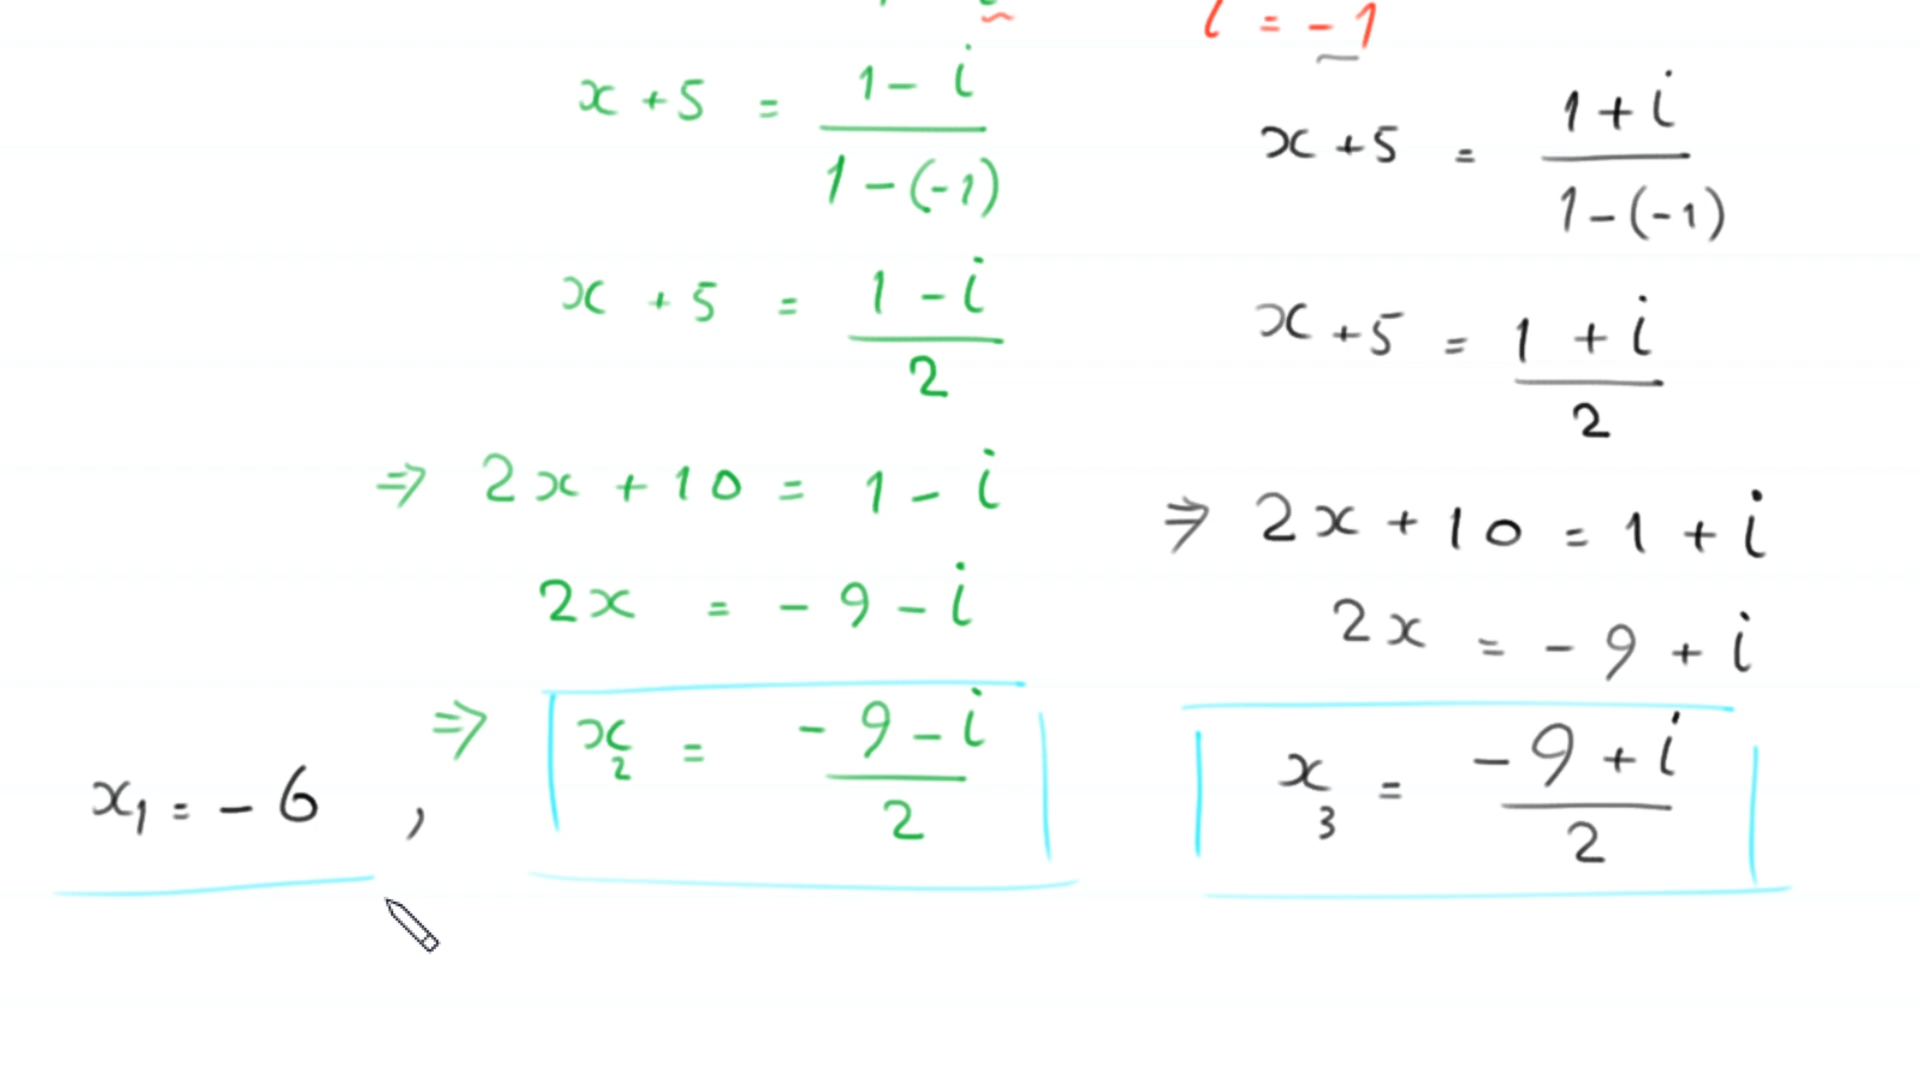 i = -1
x + 5 = (1 - i) / (1 - (-1))
x + 5 = (1 - i) / 2
⇒ 2x + 10 = 1 - i
2x = -9 - i
x₁ = -6 , ⇒ x₂ = (-9 - i) / 2
x + 5 = (1 + i) / (1 - (-1))
x + 5 = (1 + i) / 2
⇒ 2x + 10 = 1 + i
2x = -9 + i
x₃ = (-9 + i) / 2